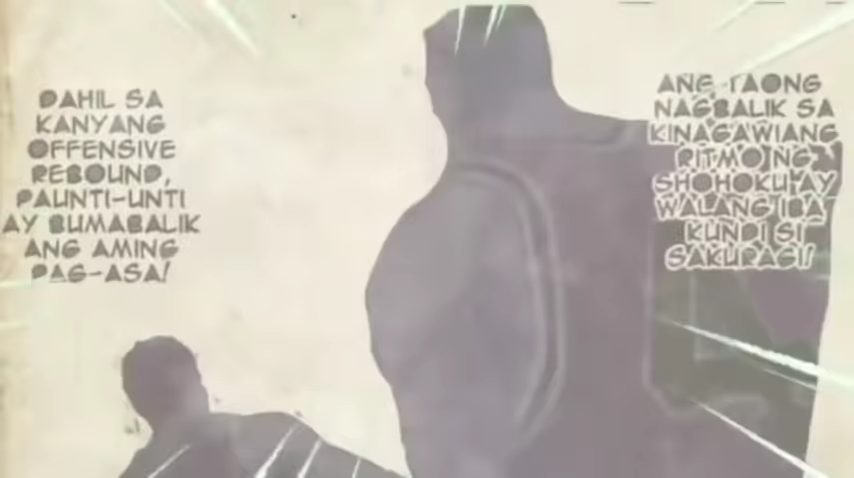 DAHIL SA
KANYANG
OFFENSIVE
REBOUND,
PAUNTI-UNTI
AY BUMABALIK
ANG AMING
PAG-ASA!
ANG TAONG
NAGBALIK SA
KINAGAWIANG
RITMO NG
SHOHOKU AY
WALANG IBA
KUNDI SI
SAKURAGI!